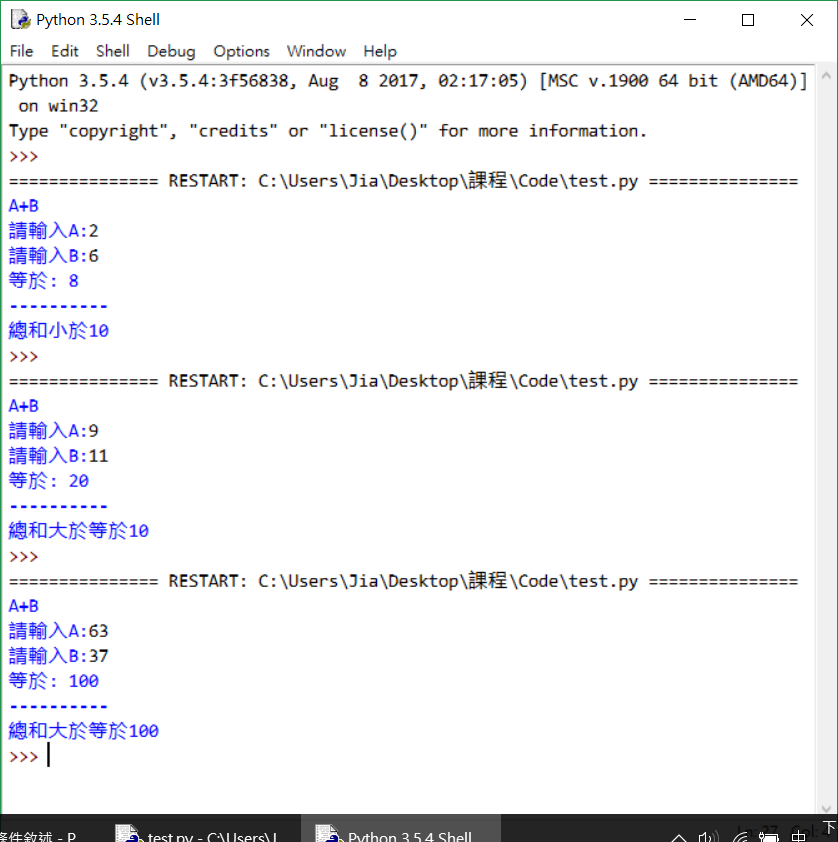 Python 3.5.4 Shell
File Edit Shell Debug Options Window Help
Python 3.5.4 (v3.5.4:3f56838, Aug  8 2017, 02:17:05) [MSC v.1900 64 bit (AMD64)]
 on win32
Type "copyright", "credits" or "license()" for more information.
>>>
=============== RESTART: C:\Users\Jia\Desktop\課程\Code\test.py ===============
A+B
請輸入A:2
請輸入B:6
等於: 8
----------
總和小於10
>>>
=============== RESTART: C:\Users\Jia\Desktop\課程\Code\test.py ===============
A+B
請輸入A:9
請輸入B:11
等於: 20
----------
總和大於等於10
>>>
=============== RESTART: C:\Users\Jia\Desktop\課程\Code\test.py ===============
A+B
請輸入A:63
請輸入B:37
等於: 100
----------
總和大於等於100
>>>
條件敘述 - P
test.py - C:\Users\J
Python 3.5.4 Shell
中
下